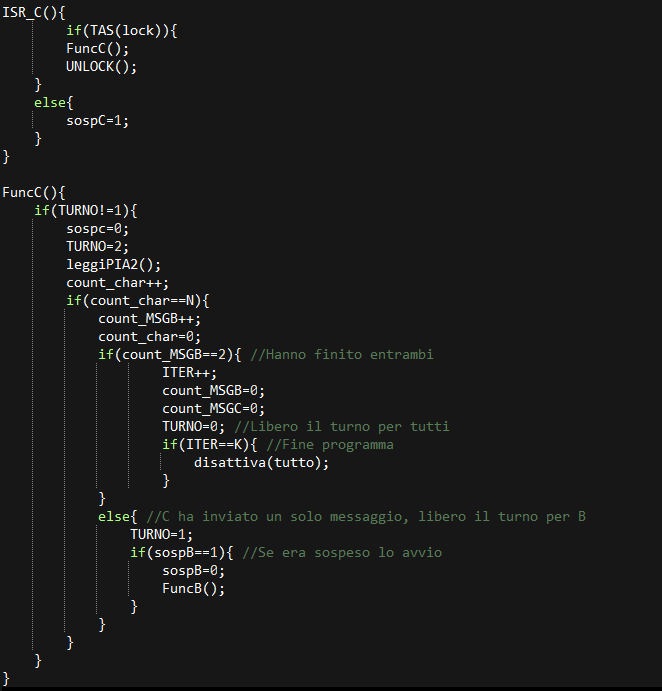 ISR_C(){
        if(TAS(lock)){
        FuncC();
        UNLOCK();
    }
    else{
        sospC=1;
    }
}

FuncC(){
    if(TURNO!=1){
        sospc=0;
        TURNO=2;
        leggiPIA2();
        count_char++;
        if(count_char==N){
            count_MSGB++;
            count_char=0;
            if(count_MSGB==2){ //Hanno finito entrambi
                    ITER++;
                    count_MSGB=0;
                    count_MSGC=0;
                    TURNO=0; //Libero il turno per tutti
                    if(ITER==K){ //Fine programma
                        disattiva(tutto);
                    }
            }
            else{ //C ha inviato un solo messaggio, libero il turno per B
                TURNO=1;
                if(sospB==1){ //Se era sospeso lo avvio
                    sospB=0;
                    FuncB();
                }
            }
        }
    }
}